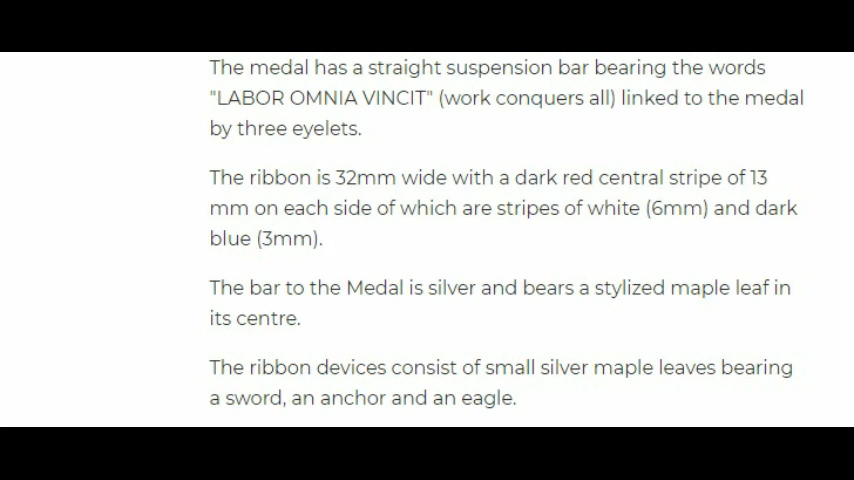 The medal has a straight suspension bar bearing the words
"LABOR OMNIA VINCIT" (work conquers all) linked to the medal
by three eyelets.
The ribbon is 32mm wide with a dark red central stripe of 13
mm on each side of which are stripes of white (6mm) and dark
blue (3mm).
The bar to the Medal is silver and bears a stylized maple leaf in
its centre.
The ribbon devices consist of small silver maple leaves bearing
a sword, an anchor and an eagle.